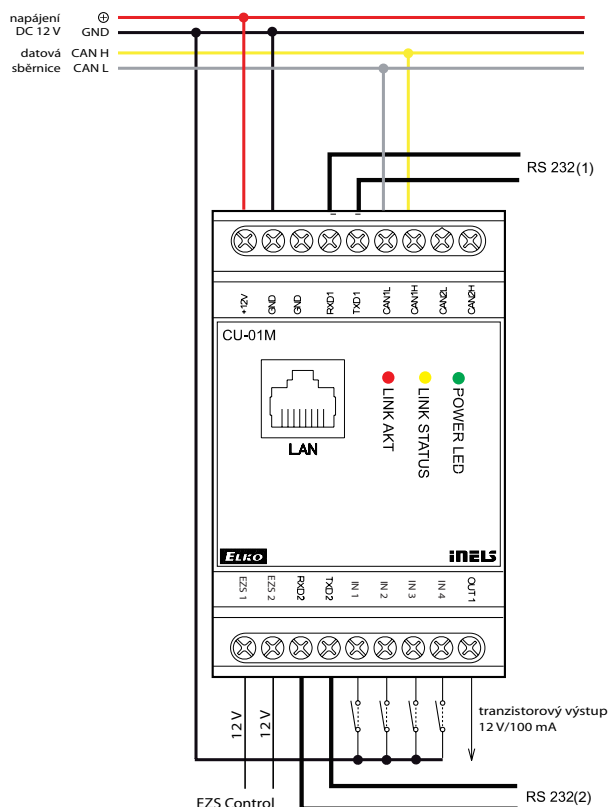 napájení ⊕
DC 12 V GND
datová CAN H
sběrnice CAN L
RS 232(1)
+12V GND GND RXD1 TXD1 CAN1L CAN1H CAN2L CAN2H
CU-01M
LAN
LINK AKT
LINK STATUS
POWER LED
ELKO
iNELS
EZS 1 EZS 2 RXD2 TXD2 IN 1 IN 2 IN 3 IN 4 OUT 1
12 V 12 V
tranzistorový výstup
12 V/100 mA
EZS Control
RS 232(2)